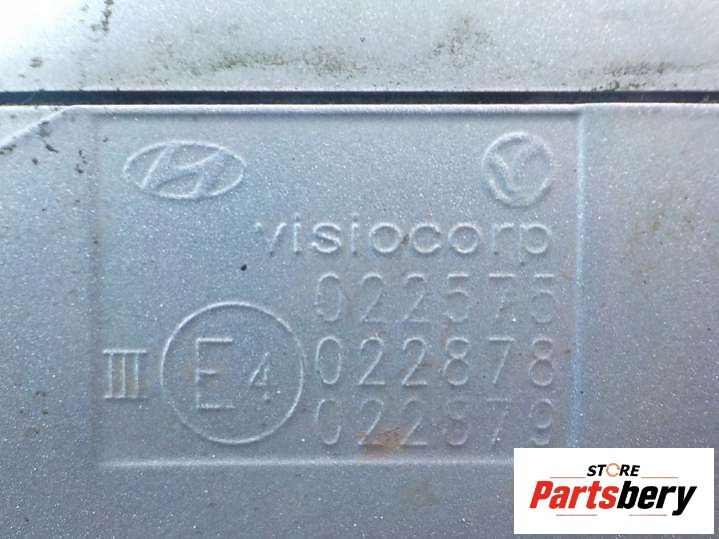 visiocorp
022575
III E4 022878
022879
STORE
Partsbery